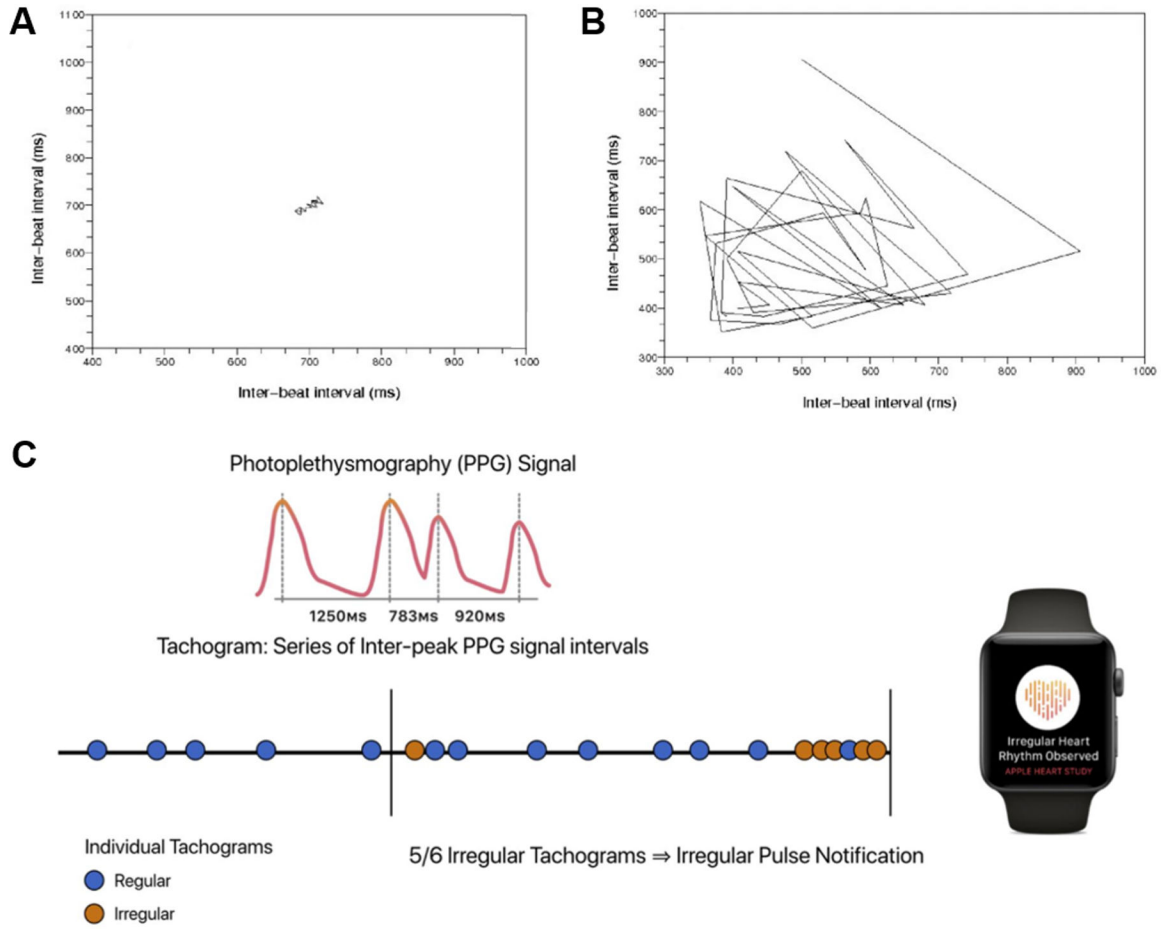 A
1100
1000
900
800
700
600
500
400
400 500 600 700 800 900 1000
Inter-beat interval (ms)
Inter-beat interval (ms)
B
1000
900
800
700
600
500
400
300
300 400 500 600 700 800 900 1000
Inter-beat interval (ms)
Inter-beat interval (ms)
C
Photoplethysmography (PPG) Signal
1250MS 783MS 920MS
Tachogram: Series of Inter-peak PPG signal intervals
Irregular Heart
Rhythm Observed
APPLE HEART STUDY
Individual Tachograms
Regular
Irregular
5/6 Irregular Tachograms ⇒ Irregular Pulse Notification